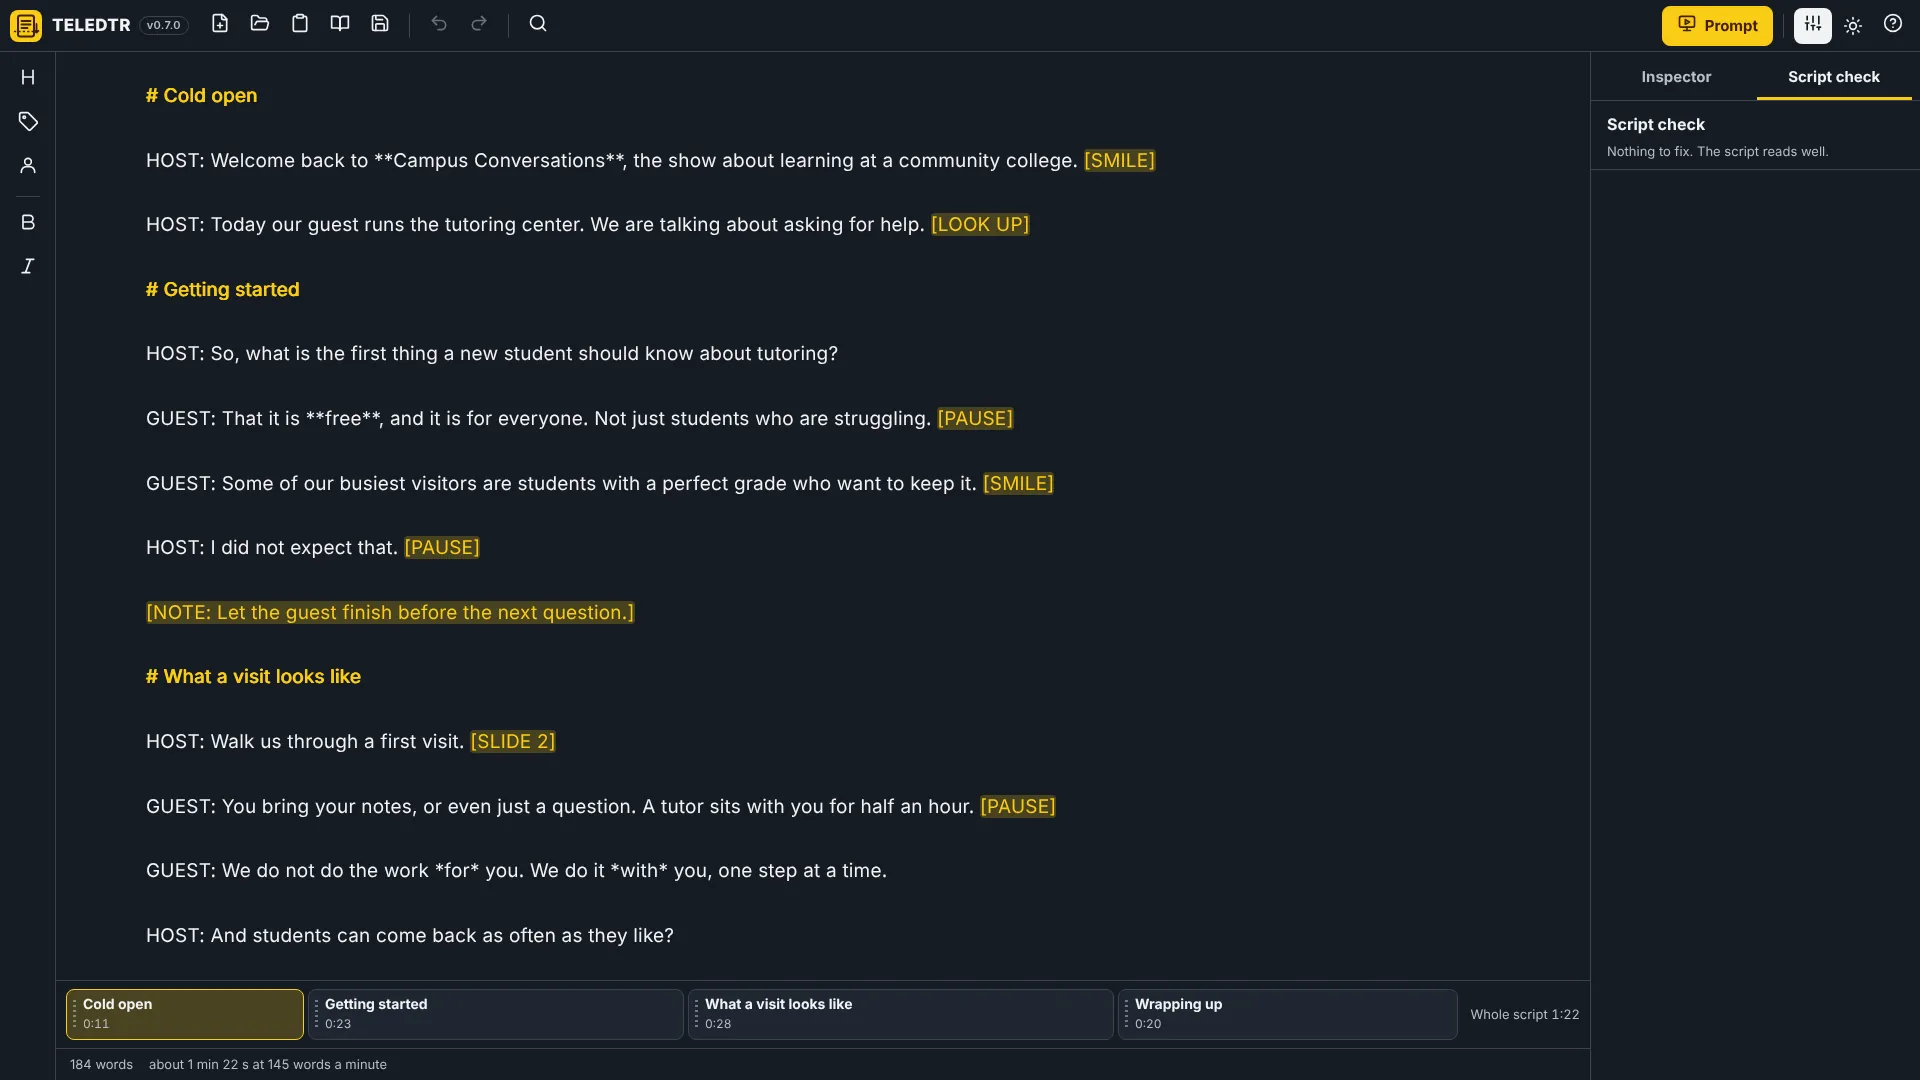 TELEDTR v0.7.0
Prompt
H
B
I
Inspector Script check
Script check
Nothing to fix. The script reads well.
# Cold open
HOST: Welcome back to **Campus Conversations**, the show about learning at a community college. [SMILE]
HOST: Today our guest runs the tutoring center. We are talking about asking for help. [LOOK UP]
# Getting started
HOST: So, what is the first thing a new student should know about tutoring?
GUEST: That it is **free**, and it is for everyone. Not just students who are struggling. [PAUSE]
GUEST: Some of our busiest visitors are students with a perfect grade who want to keep it. [SMILE]
HOST: I did not expect that. [PAUSE]
[NOTE: Let the guest finish before the next question.]
# What a visit looks like
HOST: Walk us through a first visit. [SLIDE 2]
GUEST: You bring your notes, or even just a question. A tutor sits with you for half an hour. [PAUSE]
GUEST: We do not do the work *for* you. We do it *with* you, one step at a time.
HOST: And students can come back as often as they like?
Cold open
0:11
Getting started
0:23
What a visit looks like
0:28
Wrapping up
0:20
Whole script 1:22
184 words about 1 min 22 s at 145 words a minute